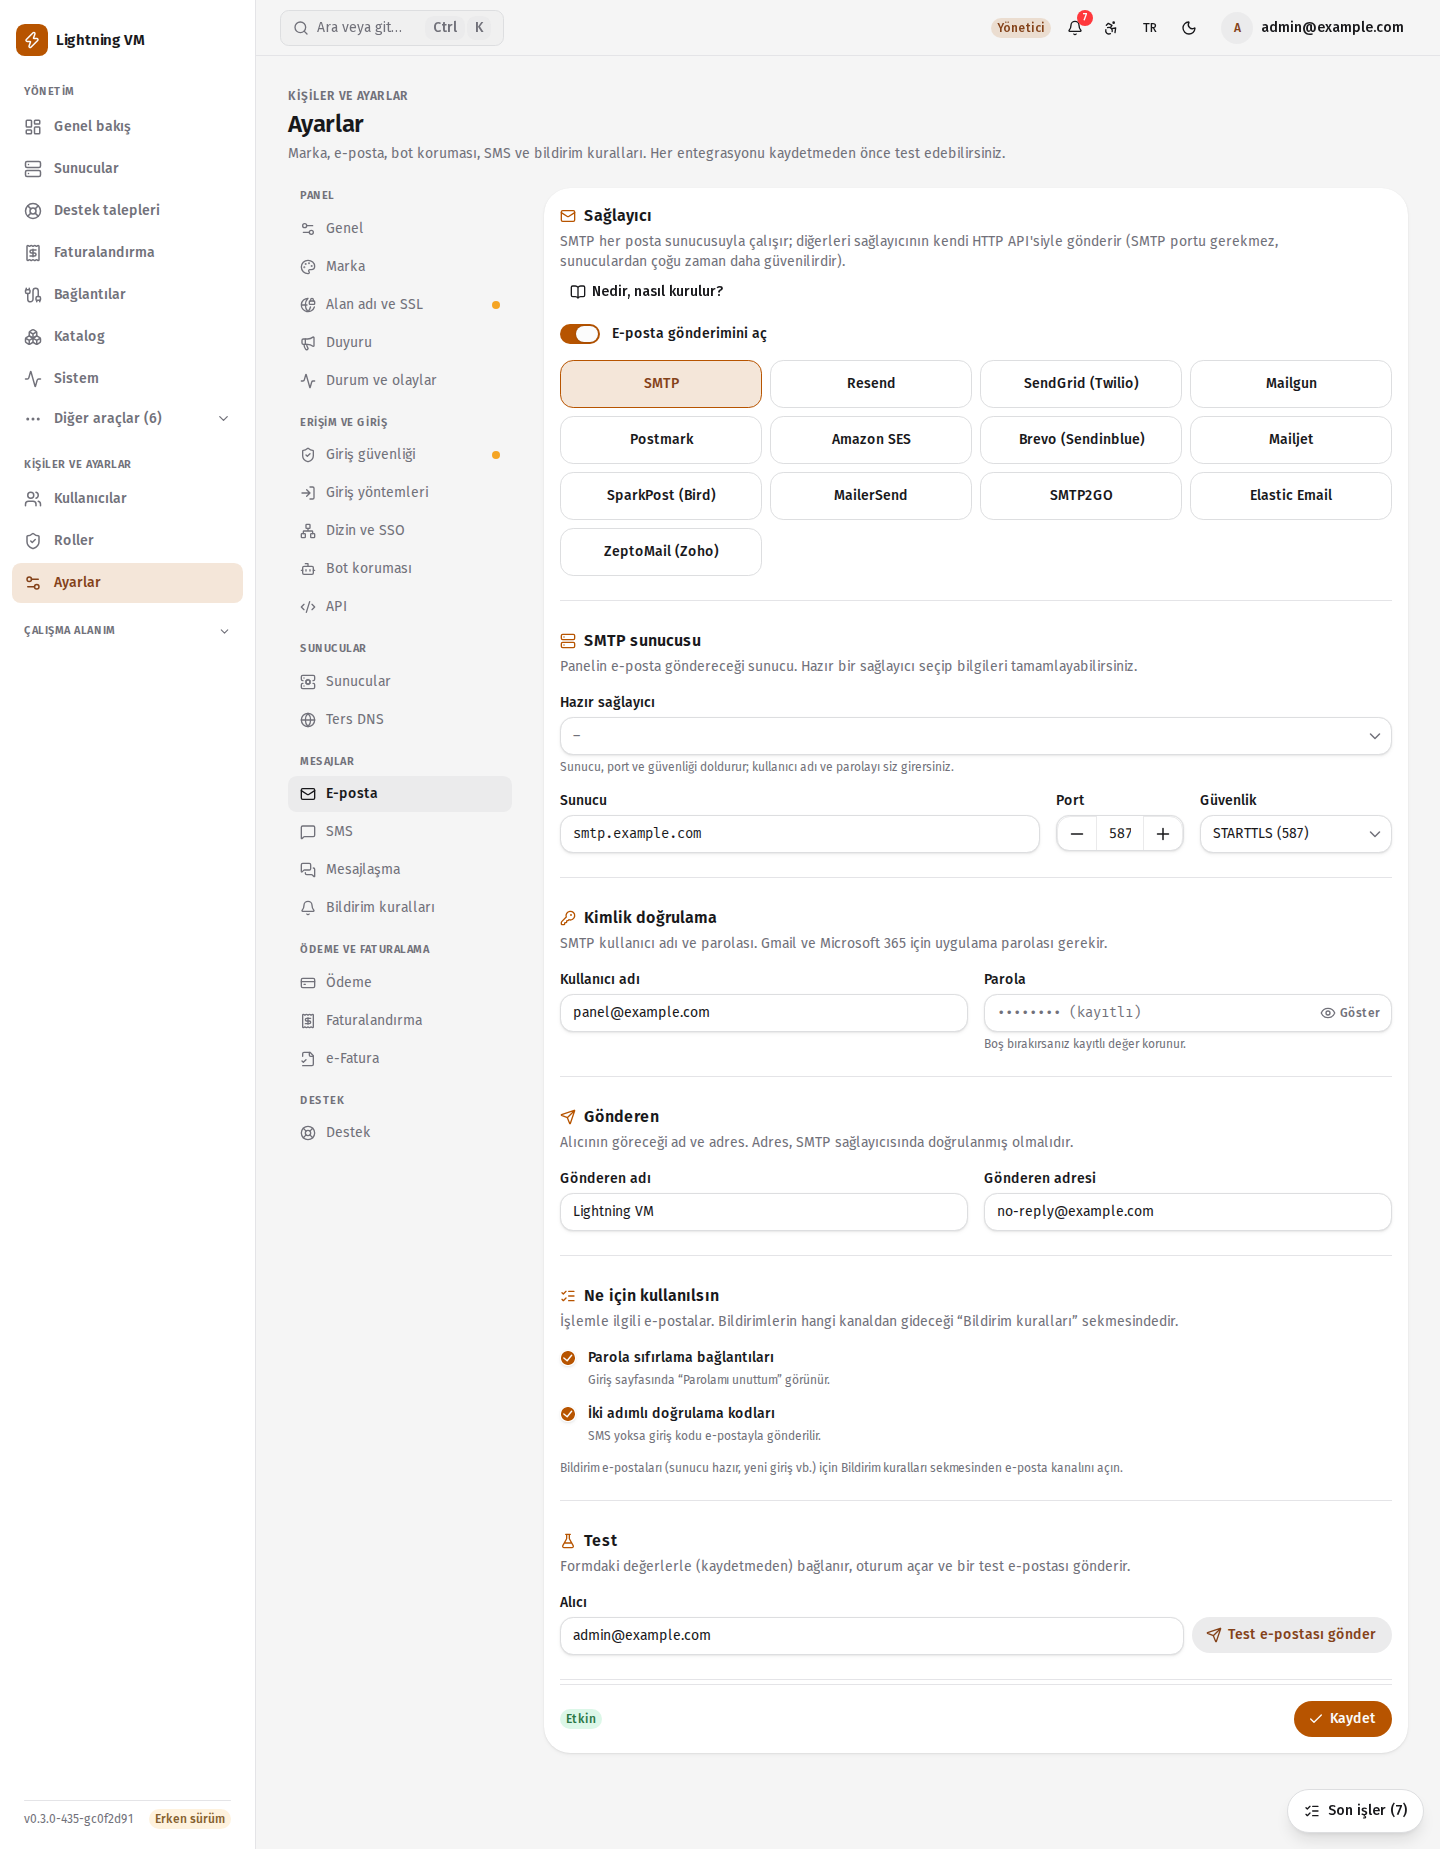 Lightning VM
YÖNETİM
Genel bakış
Sunucular
Destek talepleri
Faturalandırma
Bağlantılar
Katalog
Sistem
Diğer araçlar (6)
KİŞİLER VE AYARLAR
Kullanıcılar
Roller
Ayarlar
ÇALIŞMA ALANIM
v0.3.0-435-gc0f2d91 Erken sürüm
Ara veya git... Ctrl K
Yönetici 7 TR A admin@example.com
KİŞİLER VE AYARLAR
Ayarlar
Marka, e-posta, bot koruması, SMS ve bildirim kuralları. Her entegrasyonu kaydetmeden önce test edebilirsiniz.
PANEL
Genel
Marka
Alan adı ve SSL
Duyuru
Durum ve olaylar
ERİŞİM VE GİRİŞ
Giriş güvenliği
Giriş yöntemleri
Dizin ve SSO
Bot koruması
API
SUNUCULAR
Sunucular
Ters DNS
MESAJLAR
E-posta
SMS
Mesajlaşma
Bildirim kuralları
ÖDEME VE FATURALAMA
Ödeme
Faturalandırma
e-Fatura
DESTEK
Destek
Sağlayıcı
SMTP her posta sunucusuyla çalışır; diğerleri sağlayıcının kendi HTTP API'siyle gönderir (SMTP portu gerekmez,
sunuculardan çoğu zaman daha güvenilirdir).
Nedir, nasıl kurulur?
E-posta gönderimini aç
SMTP Resend SendGrid (Twilio) Mailgun
Postmark Amazon SES Brevo (Sendinblue) Mailjet
SparkPost (Bird) MailerSend SMTP2GO Elastic Email
ZeptoMail (Zoho)
SMTP sunucusu
Panelin e-posta göndereceği sunucu. Hazır bir sağlayıcı seçip bilgileri tamamlayabilirsiniz.
Hazır sağlayıcı
–
Sunucu, port ve güvenliği doldurur; kullanıcı adı ve parolayı siz girersiniz.
Sunucu Port Güvenlik
smtp.example.com 587 STARTTLS (587)
Kimlik doğrulama
SMTP kullanıcı adı ve parolası. Gmail ve Microsoft 365 için uygulama parolası gerekir.
Kullanıcı adı Parola
panel@example.com •••••••• (kayıtlı) Göster
Boş bırakırsanız kayıtlı değer korunur.
Gönderen
Alıcının göreceği ad ve adres. Adres, SMTP sağlayıcısında doğrulanmış olmalıdır.
Gönderen adı Gönderen adresi
Lightning VM no-reply@example.com
Ne için kullanılsın
İşlemle ilgili e-postalar. Bildirimlerin hangi kanaldan gideceği “Bildirim kuralları” sekmesindedir.
Parola sıfırlama bağlantıları
Giriş sayfasında “Parolamı unuttum” görünür.
İki adımlı doğrulama kodları
SMS yoksa giriş kodu e-postayla gönderilir.
Bildirim e-postaları (sunucu hazır, yeni giriş vb.) için Bildirim kuralları sekmesinden e-posta kanalını açın.
Test
Formdaki değerlerle (kaydetmeden) bağlanır, oturum açar ve bir test e-postası gönderir.
Alıcı
admin@example.com Test e-postası gönder
Etkin Kaydet
Son işler (7)